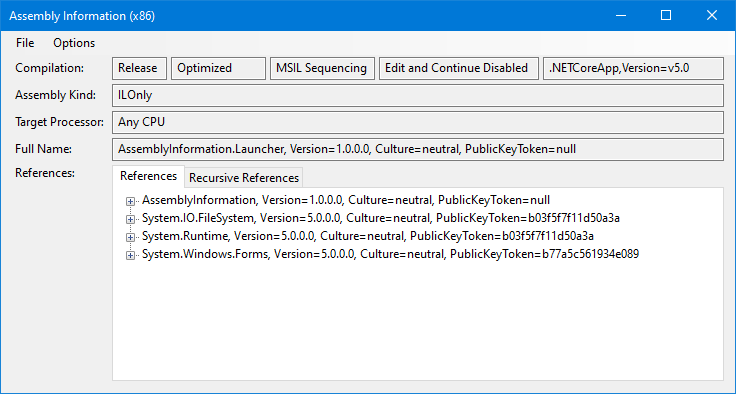 Assembly Information (x86)
File Options
Compilation: Release Optimized MSIL Sequencing Edit and Continue Disabled .NETCoreApp,Version=v5.0
Assembly Kind: ILOnly
Target Processor: Any CPU
Full Name: AssemblyInformation.Launcher, Version=1.0.0.0, Culture=neutral, PublicKeyToken=null
References: References Recursive References
AssemblyInformation, Version=1.0.0.0, Culture=neutral, PublicKeyToken=null
System.IO.FileSystem, Version=5.0.0.0, Culture=neutral, PublicKeyToken=b03f5f7f11d50a3a
System.Runtime, Version=5.0.0.0, Culture=neutral, PublicKeyToken=b03f5f7f11d50a3a
System.Windows.Forms, Version=5.0.0.0, Culture=neutral, PublicKeyToken=b77a5c561934e089